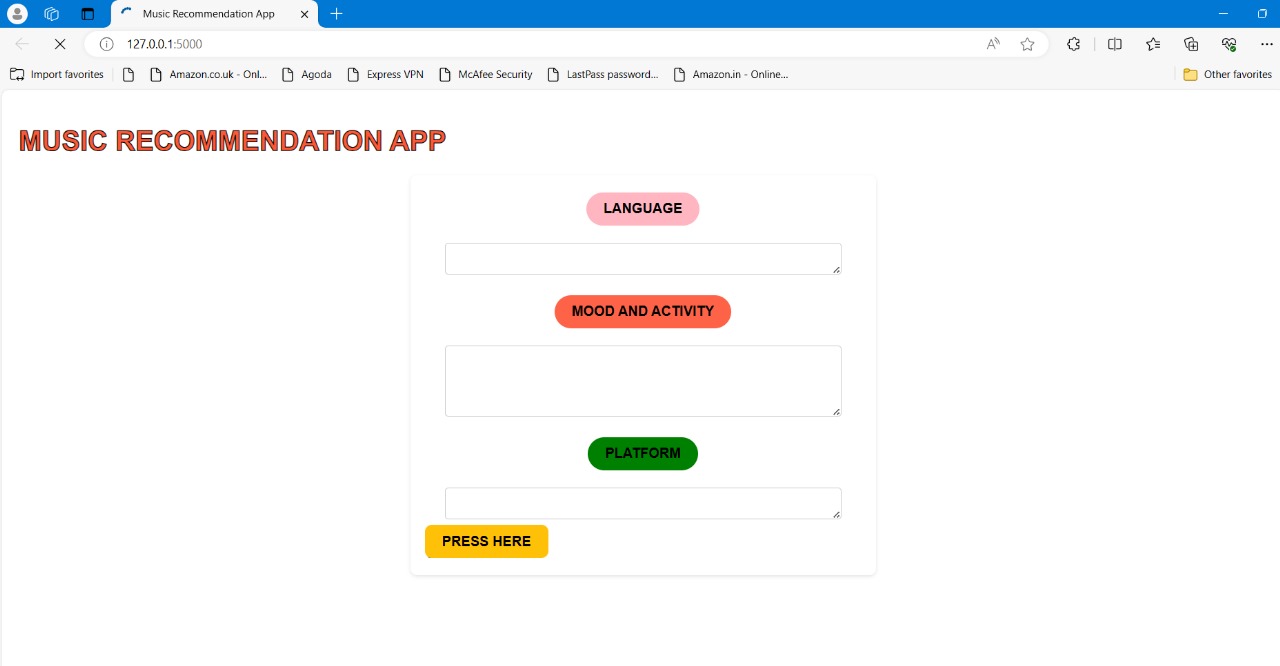 Music Recommendation App
127.0.0.1:5000
Import favorites Amazon.co.uk - Onl... Agoda Express VPN McAfee Security LastPass password... Amazon.in - Online... Other favorites
MUSIC RECOMMENDATION APP
LANGUAGE
MOOD AND ACTIVITY
PLATFORM
PRESS HERE